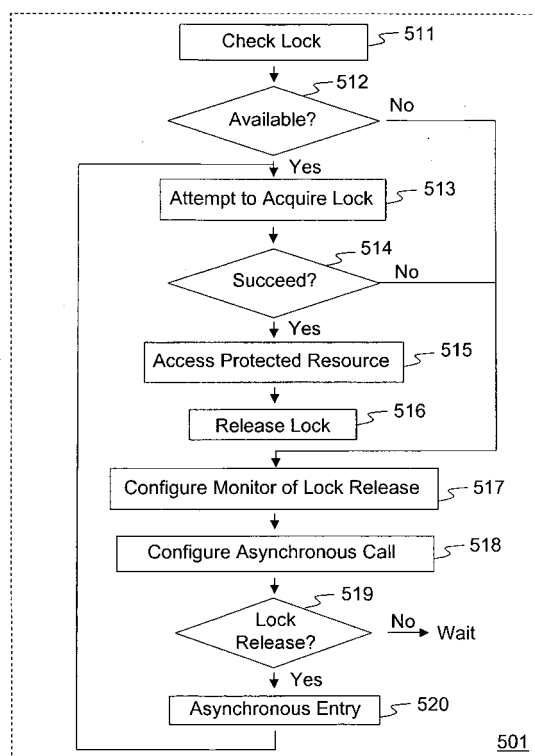 Check Lock
511
512
Available?
No
Yes
Attempt to Acquire Lock
513
514
Succeed?
No
Yes
Access Protected Resource
515
Release Lock
516
Configure Monitor of Lock Release
517
Configure Asynchronous Call
518
519
Lock
Release?
No
Wait
Yes
Asynchronous Entry
520
501